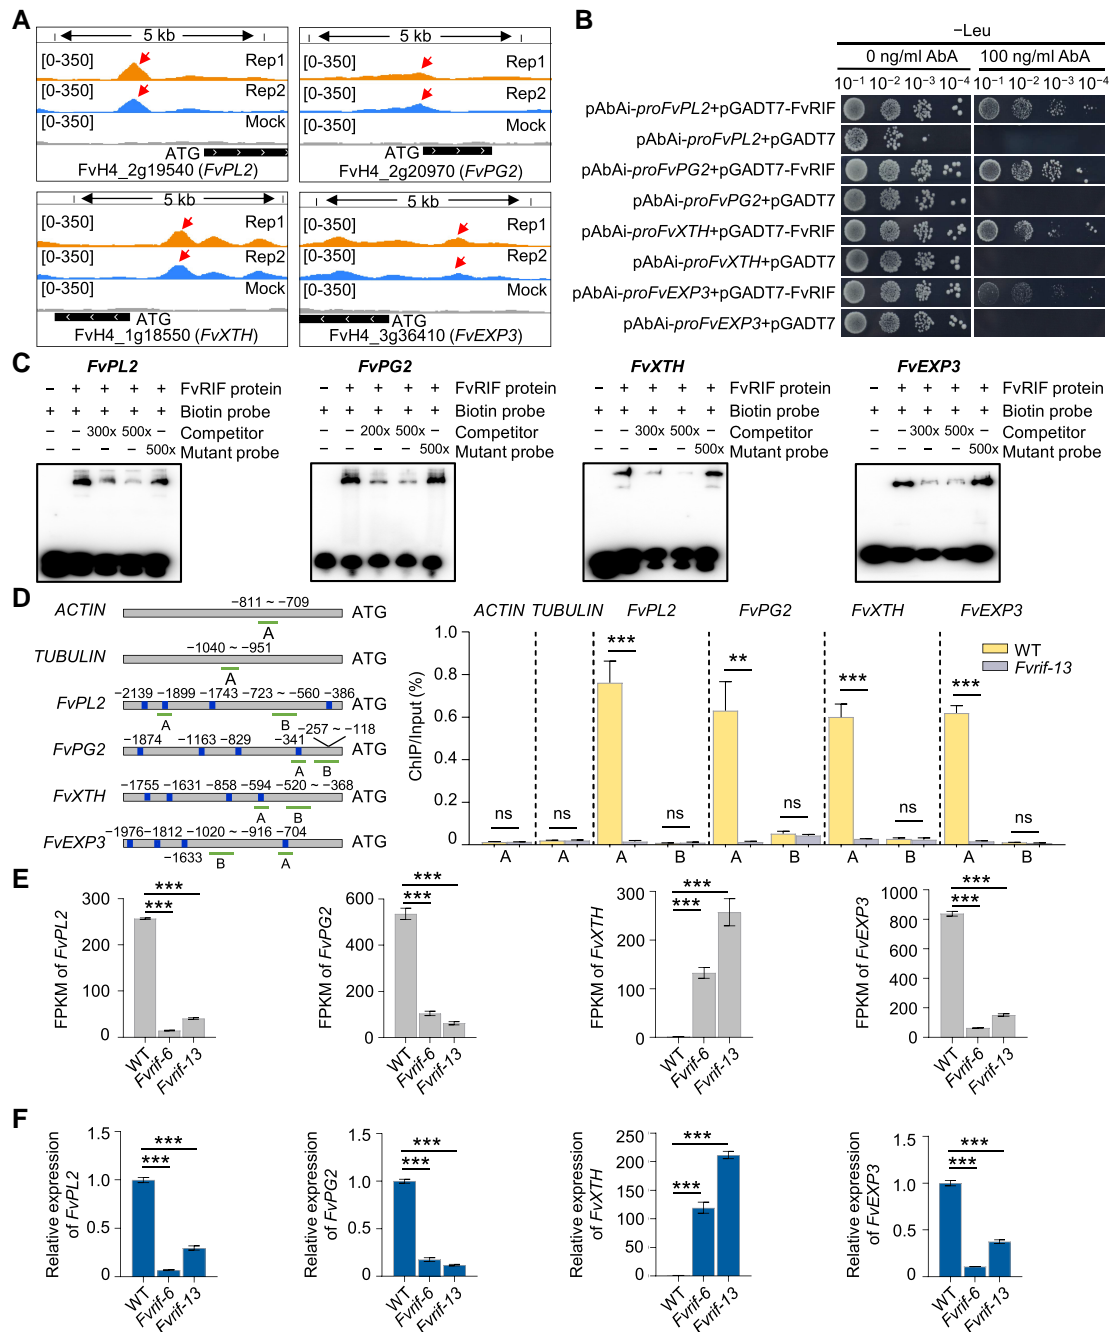 A
5 kb
[0-350] Rep1
[0-350] Rep2
[0-350] Mock
ATG
FvH4_2g19540 (FvPL2)
5 kb
[0-350] Rep1
[0-350] Rep2
[0-350] Mock
ATG
FvH4_2g20970 (FvPG2)
5 kb
[0-350] Rep1
[0-350] Rep2
[0-350] Mock
ATG
FvH4_1g18550 (FvXTH)
5 kb
[0-350] Rep1
[0-350] Rep2
[0-350] Mock
ATG
FvH4_3g36410 (FvEXP3)
B
−Leu
0 ng/ml AbA 100 ng/ml AbA
10⁻¹ 10⁻² 10⁻³ 10⁻⁴ 10⁻¹ 10⁻² 10⁻³ 10⁻⁴
pAbAi-proFvPL2+pGADT7-FvRIF
pAbAi-proFvPL2+pGADT7
pAbAi-proFvPG2+pGADT7-FvRIF
pAbAi-proFvPG2+pGADT7
pAbAi-proFvXTH+pGADT7-FvRIF
pAbAi-proFvXTH+pGADT7
pAbAi-proFvEXP3+pGADT7-FvRIF
pAbAi-proFvEXP3+pGADT7
C
FvPL2
− + + + + FvRIF protein
+ + + + + Biotin probe
− − 300x 500x − Competitor
− − − − 500x Mutant probe
FvPG2
− + + + + FvRIF protein
+ + + + + Biotin probe
− − 200x 500x − Competitor
− − − − 500x Mutant probe
FvXTH
− + + + + FvRIF protein
+ + + + + Biotin probe
− − 300x 500x − Competitor
− − − − 500x Mutant probe
FvEXP3
− + + + + FvRIF protein
+ + + + + Biotin probe
− − 300x 500x − Competitor
− − − − 500x Mutant probe
D
ACTIN −811 ~ −709 ATG
A
TUBULIN −1040 ~ −951 ATG
A
−2139 −1899 −1743 −723 ~ −560 −386
FvPL2 ATG
A B
−257 ~ −118
−1874 −1163 −829 −341
FvPG2 ATG
A B
−1755 −1631 −858 −594 −520 ~ −368
FvXTH ATG
A B
−1976 −1812 −1020 ~ −916 −704
FvEXP3 ATG
−1633 B A
ACTIN TUBULIN FvPL2 FvPG2 FvXTH FvEXP3
ChIP/Input (%)
1.0
0.8
0.6
0.4
0.2
0
ns ns *** ns ** ns *** ns *** ns
WT
Fvrif-13
A A A B A B A B A B
E
FPKM of FvPL2
300
200
100
0
***
***
WT Fvrif-6 Fvrif-13
FPKM of FvPG2
600
400
200
0
***
***
WT Fvrif-6 Fvrif-13
FPKM of FvXTH
300
200
100
0
***
***
WT Fvrif-6 Fvrif-13
FPKM of FvEXP3
1000
800
600
400
200
0
***
***
WT Fvrif-6 Fvrif-13
F
Relative expression of FvPL2
1.5
1.0
0.5
0
***
***
WT Fvrif-6 Fvrif-13
Relative expression of FvPG2
1.5
1.0
0.5
0
***
***
WT Fvrif-6 Fvrif-13
Relative expression of FvXTH
250
200
150
100
50
0
***
***
WT Fvrif-6 Fvrif-13
Relative expression of FvEXP3
1.5
1.0
0.5
0
***
***
WT Fvrif-6 Fvrif-13